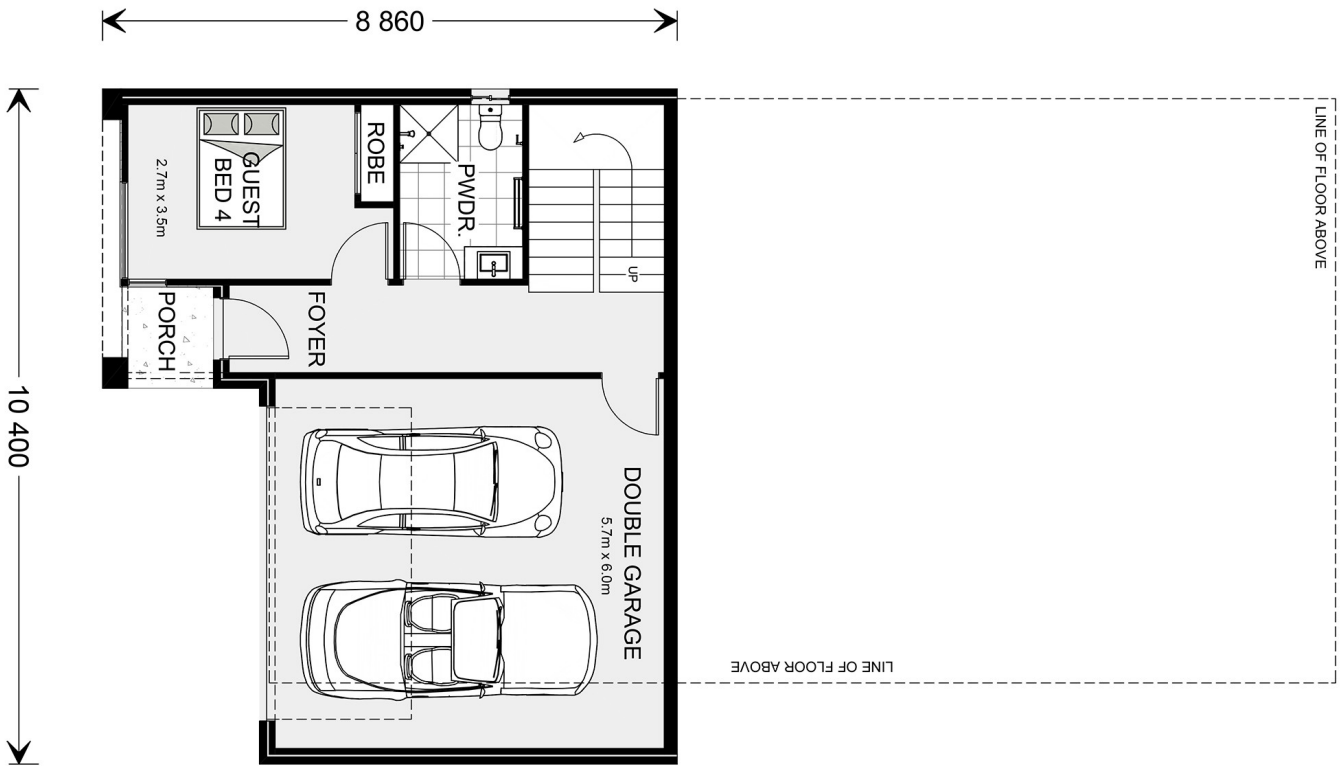 8 860
10 400
GUEST
BED 4
2.7m x 3.5m
ROBE
PWDR.
UP
PORCH
FOYER
DOUBLE GARAGE
5.7m x 6.0m
LINE OF FLOOR ABOVE
LINE OF FLOOR ABOVE